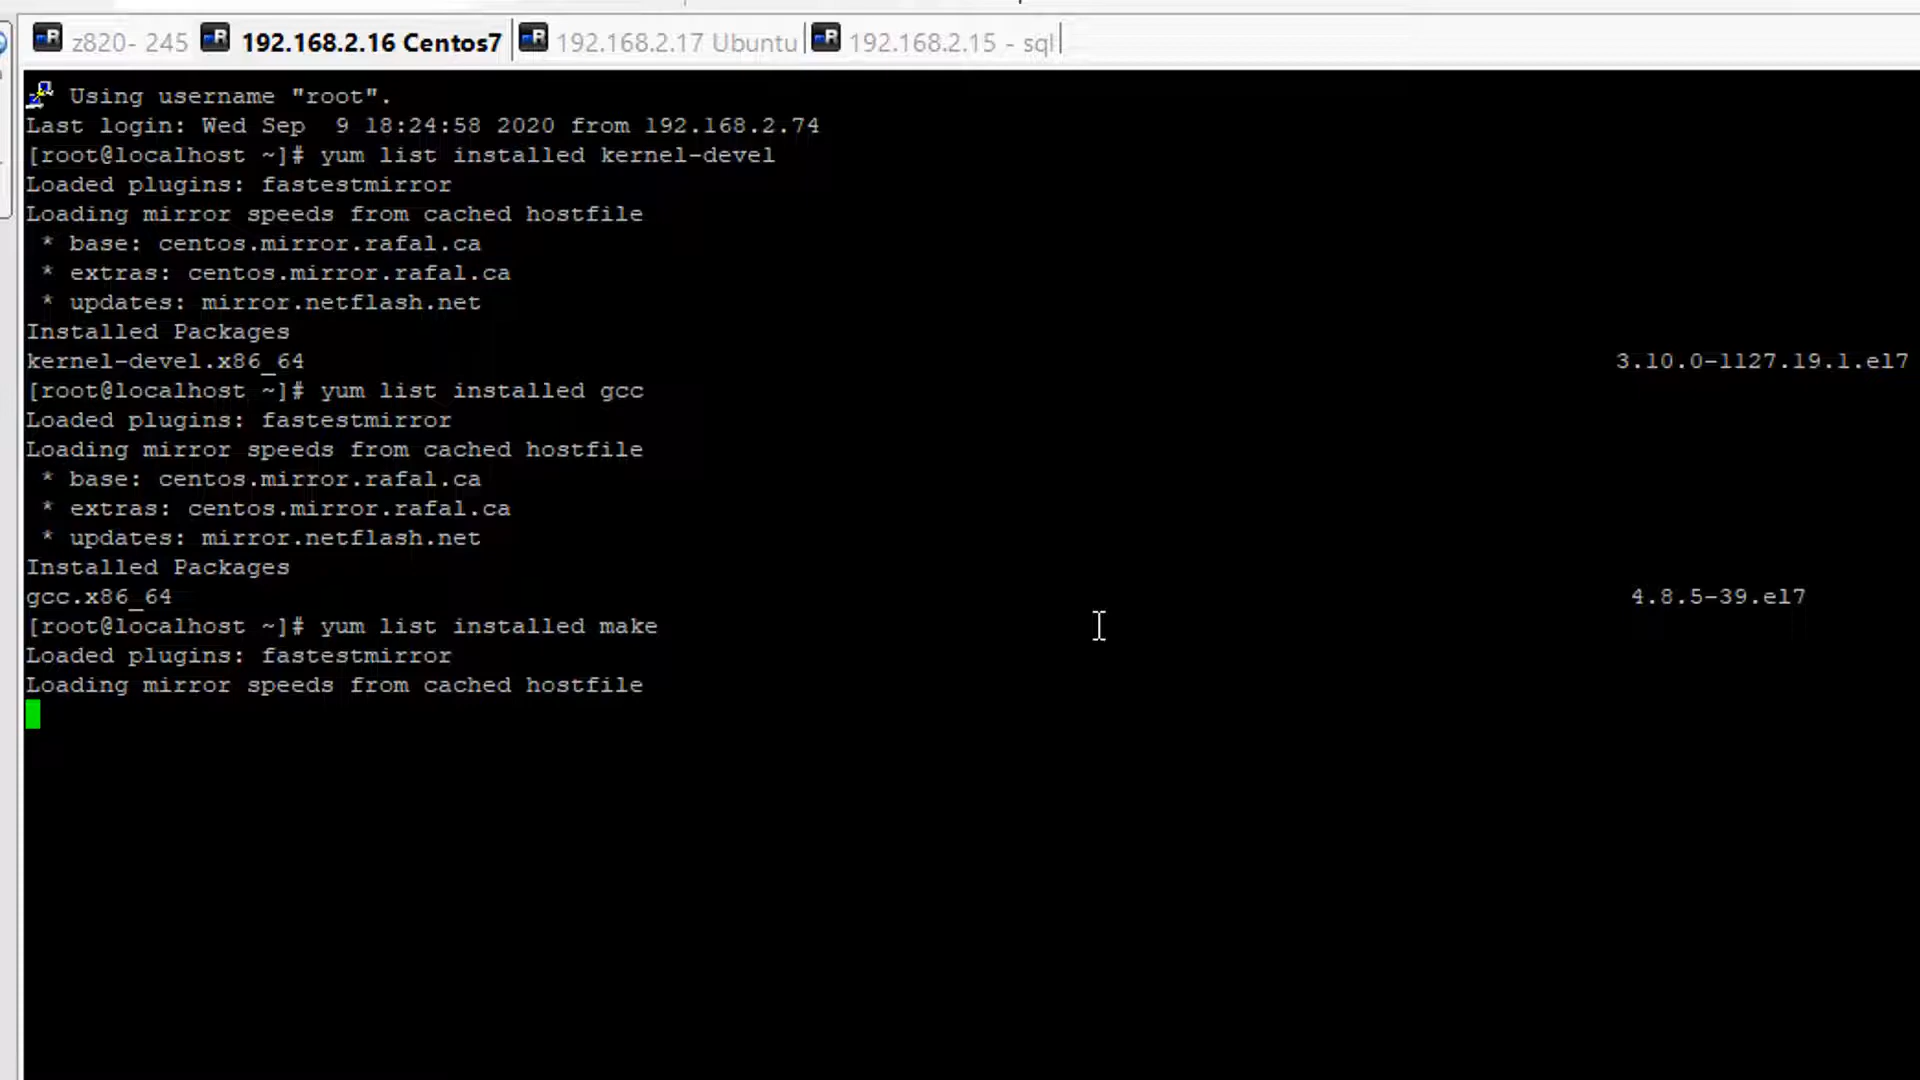 z820- 245 192.168.2.16 Centos7 192.168.2.17 Ubuntu 192.168.2.15 - sql
Using username "root".
Last login: Wed Sep  9 18:24:58 2020 from 192.168.2.74
[root@localhost ~]# yum list installed kernel-devel
Loaded plugins: fastestmirror
Loading mirror speeds from cached hostfile
 * base: centos.mirror.rafal.ca
 * extras: centos.mirror.rafal.ca
 * updates: mirror.netflash.net
Installed Packages
kernel-devel.x86_64 3.10.0-1127.19.1.el7
[root@localhost ~]# yum list installed gcc
Loaded plugins: fastestmirror
Loading mirror speeds from cached hostfile
 * base: centos.mirror.rafal.ca
 * extras: centos.mirror.rafal.ca
 * updates: mirror.netflash.net
Installed Packages
gcc.x86_64 4.8.5-39.el7
[root@localhost ~]# yum list installed make
Loaded plugins: fastestmirror
Loading mirror speeds from cached hostfile